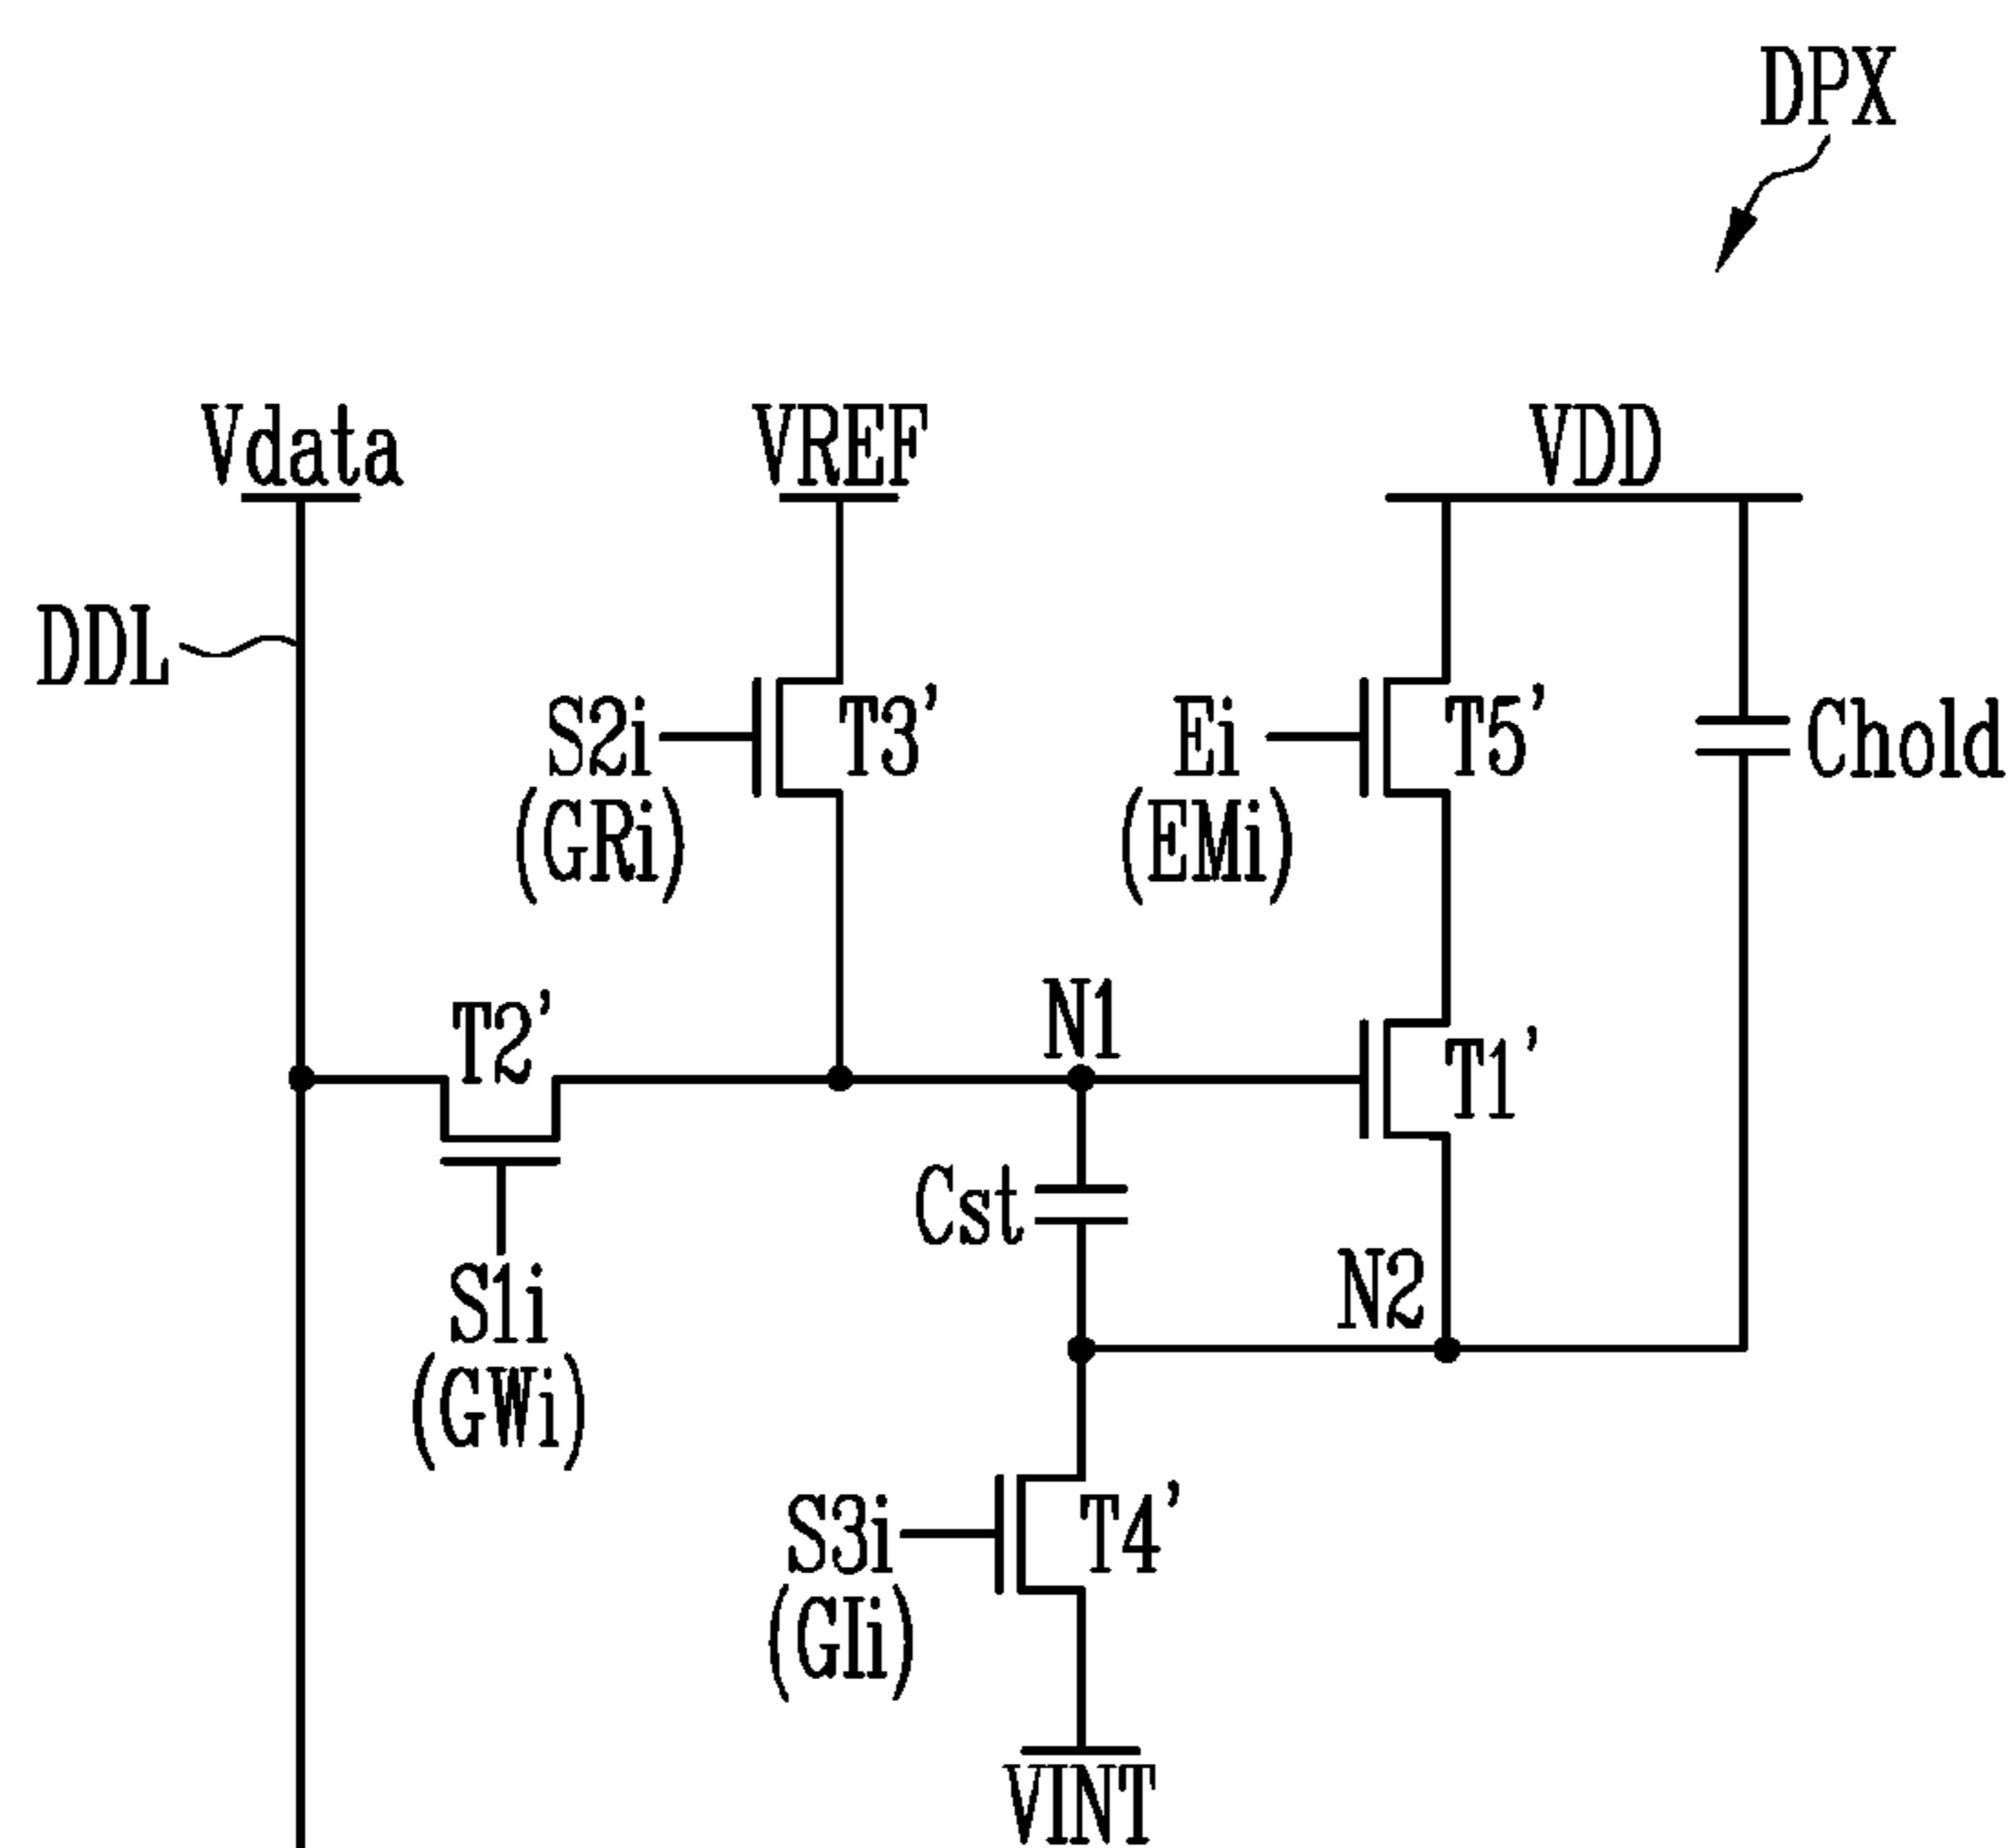 DPX
Vdata
VREF
VDD
DDL
S2i
(GRi)
T3'
Ei
(EMi)
T5'
Chold
T2'
N1
T1'
Cst
S1i
(GWi)
N2
S3i
(GIi)
T4'
VINT